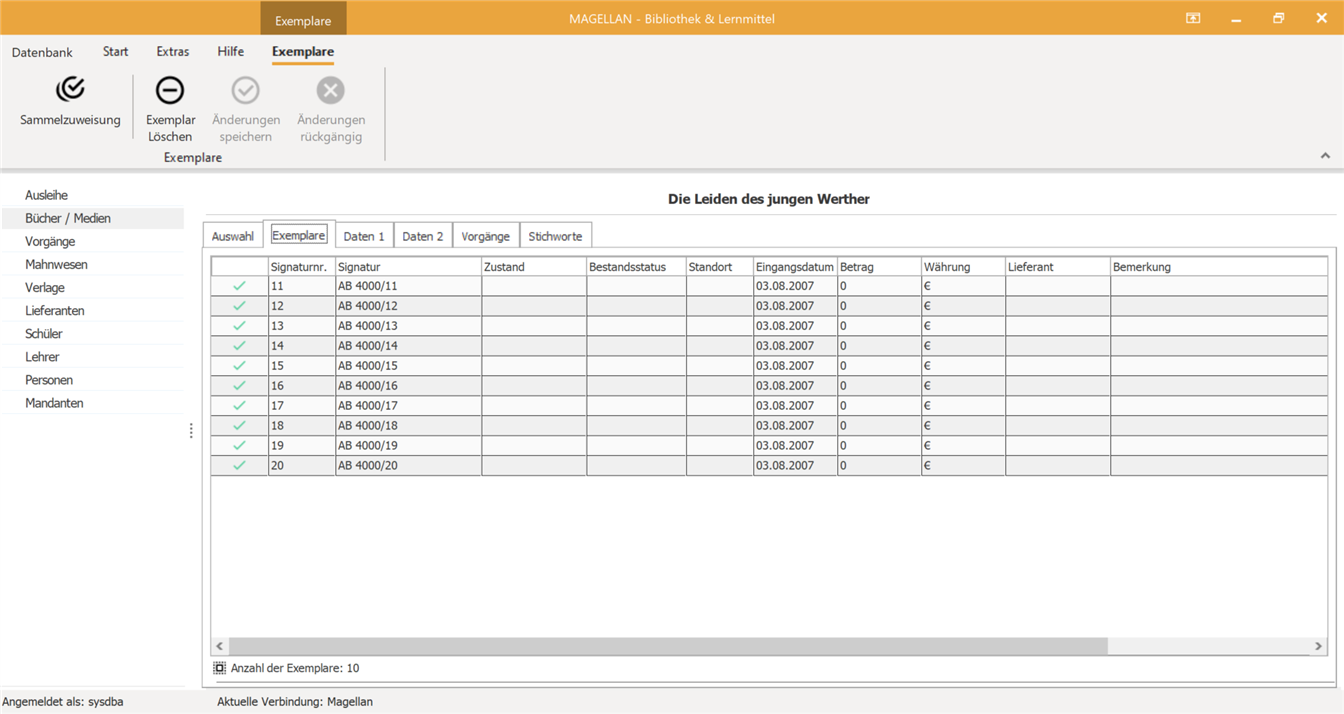 Exemplare
MAGELLAN - Bibliothek & Lernmittel
Datenbank Start Extras Hilfe Exemplare
Sammelzuweisung
Exemplar
Löschen
Änderungen
speichern
Änderungen
rückgängig
Exemplare
Ausleihe
Bücher / Medien
Vorgänge
Mahnwesen
Verlage
Lieferanten
Schüler
Lehrer
Personen
Mandanten
Die Leiden des jungen Werther
Auswahl Exemplare Daten 1 Daten 2 Vorgänge Stichworte
Signaturnr. Signatur Zustand Bestandsstatus Standort Eingangsdatum Betrag Währung Lieferant Bemerkung
11 AB 4000/11 03.08.2007 0 €
12 AB 4000/12 03.08.2007 0 €
13 AB 4000/13 03.08.2007 0 €
14 AB 4000/14 03.08.2007 0 €
15 AB 4000/15 03.08.2007 0 €
16 AB 4000/16 03.08.2007 0 €
17 AB 4000/17 03.08.2007 0 €
18 AB 4000/18 03.08.2007 0 €
19 AB 4000/19 03.08.2007 0 €
20 AB 4000/20 03.08.2007 0 €
Anzahl der Exemplare: 10
Angemeldet als: sysdba Aktuelle Verbindung: Magellan